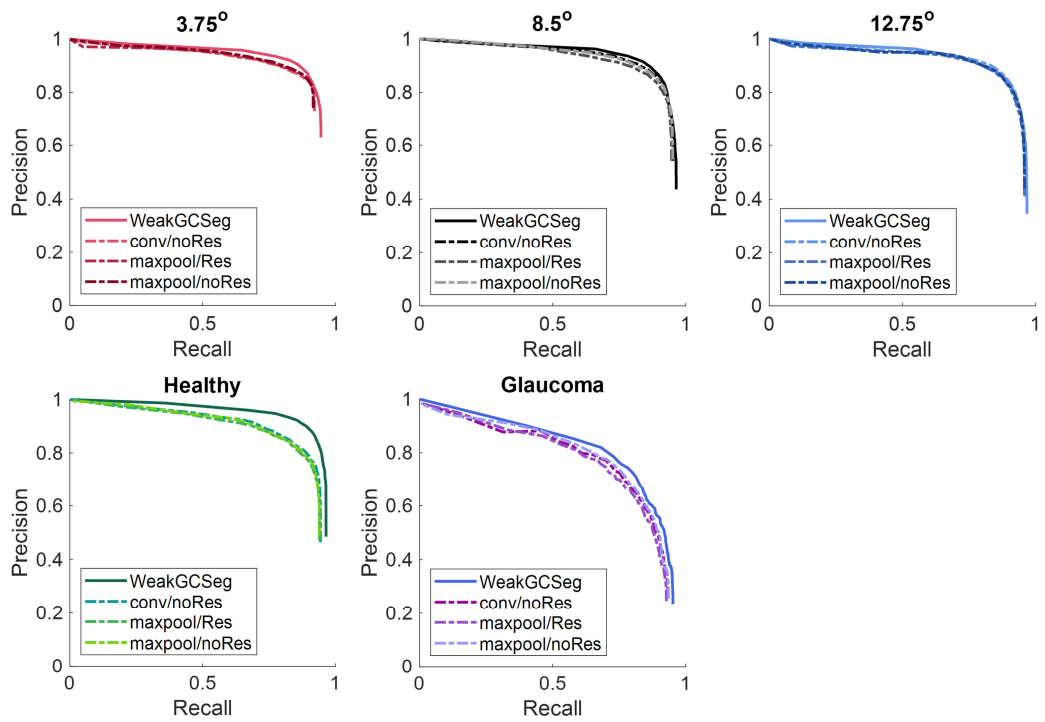 3.75°
Precision
1
0.8
0.6
0.4
0.2
0
WeakGCSeg
conv/noRes
maxpool/Res
maxpool/noRes
0
0.5
1
Recall
8.5°
Precision
1
0.8
0.6
0.4
0.2
0
WeakGCSeg
conv/noRes
maxpool/Res
maxpool/noRes
0
0.5
1
Recall
12.75°
Precision
1
0.8
0.6
0.4
0.2
0
WeakGCSeg
conv/noRes
maxpool/Res
maxpool/noRes
0
0.5
1
Recall
Healthy
Precision
1
0.8
0.6
0.4
0.2
0
WeakGCSeg
conv/noRes
maxpool/Res
maxpool/noRes
0
0.5
1
Recall
Glaucoma
Precision
1
0.8
0.6
0.4
0.2
0
WeakGCSeg
conv/noRes
maxpool/Res
maxpool/noRes
0
0.5
1
Recall